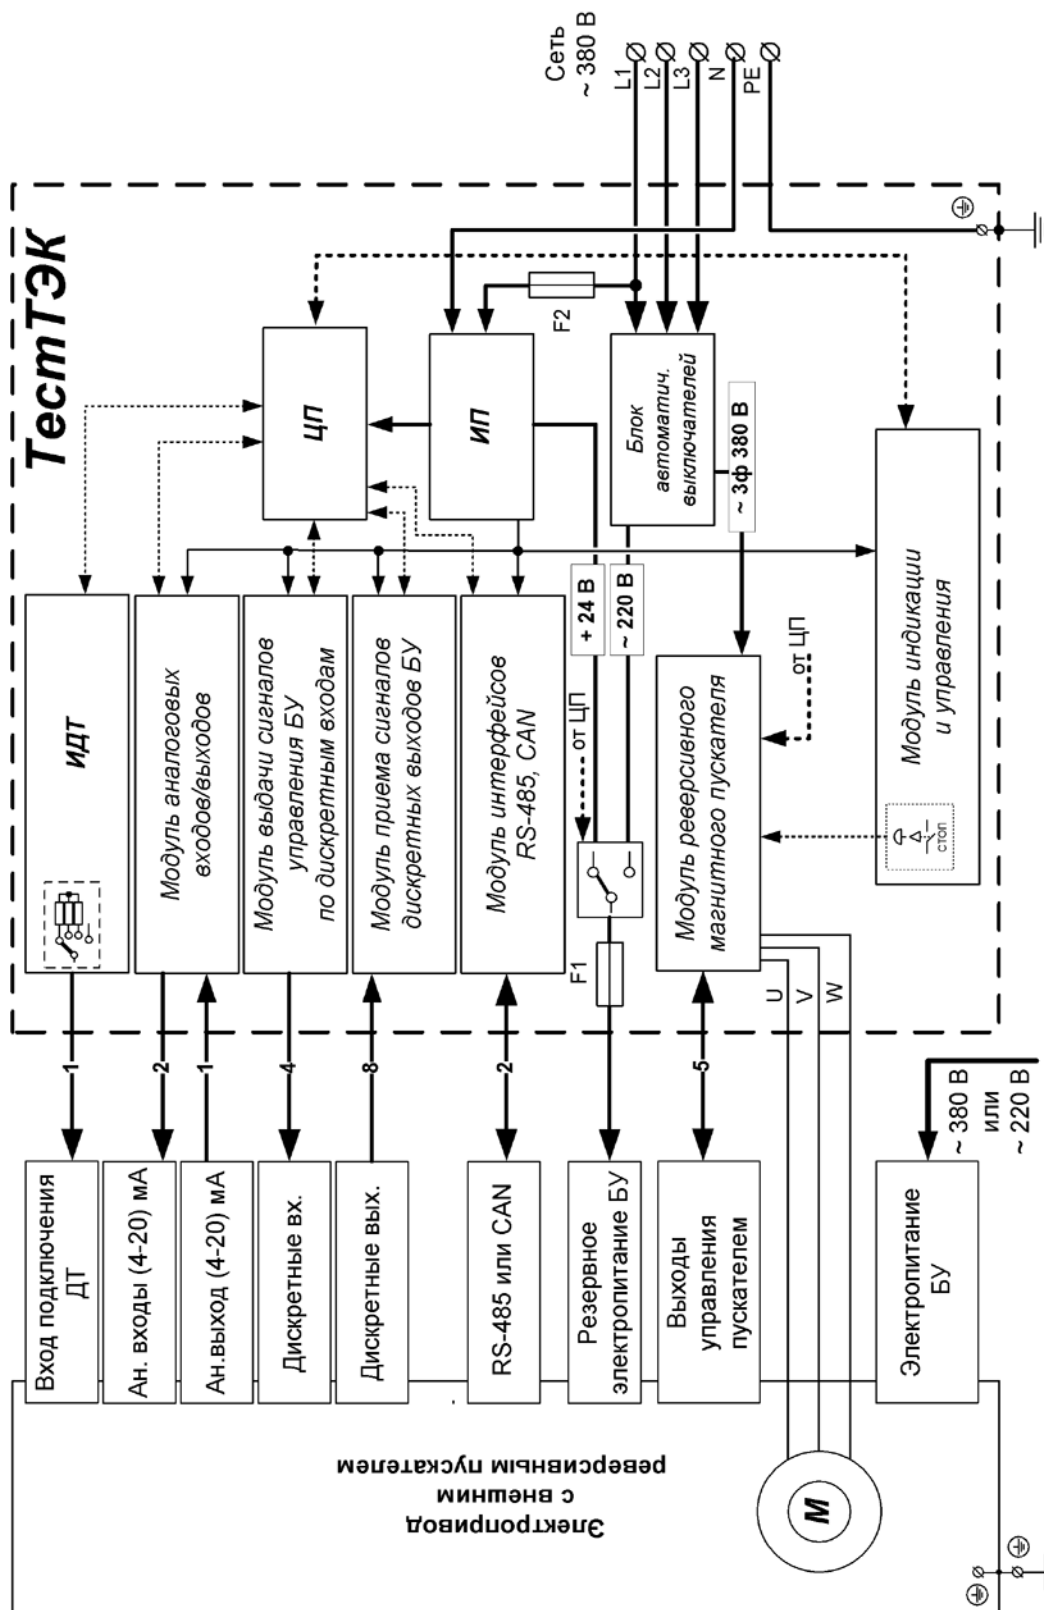 Электропривод
с внешним
реверсивным пускателем
М
Вход подключения
ДТ
Ан. входы (4-20) мА
Ан.выход (4-20) мА
Дискретные вх.
Дискретные вых.
RS-485 или CAN
Резервное
электропитание БУ
Выходы
управления
пускателем
Электропитание
БУ
1
2
1
4
8
2
5
~ 380 В
или
~ 220 В
U
V
W
ТестТЭК
ИДТ
Модуль аналоговых
входов/выходов
Модуль выдачи сигналов
управления БУ
по дискретным входам
Модуль приема сигналов
дискретных выходов БУ
Модуль интерфейсов
RS-485, CAN
F1
от ЦП
+ 24 В
~ 220 В
Модуль реверсивного
магнитного пускателя
от ЦП
Модуль индикации
и управления
стоп
ЦП
ИП
Блок
автоматич.
выключателей
~ 3ф 380 В
F2
Сеть
~ 380 В
L1
L2
L3
N
PE